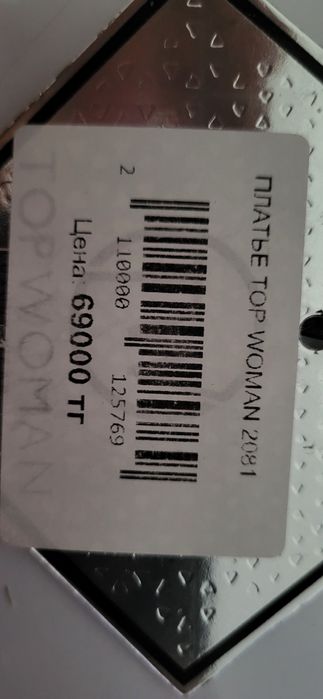 ПЛАТЬЕ TOP WOMAN 2081
2 110000 125769
Цена: 69000 тг
TOP WOMAN